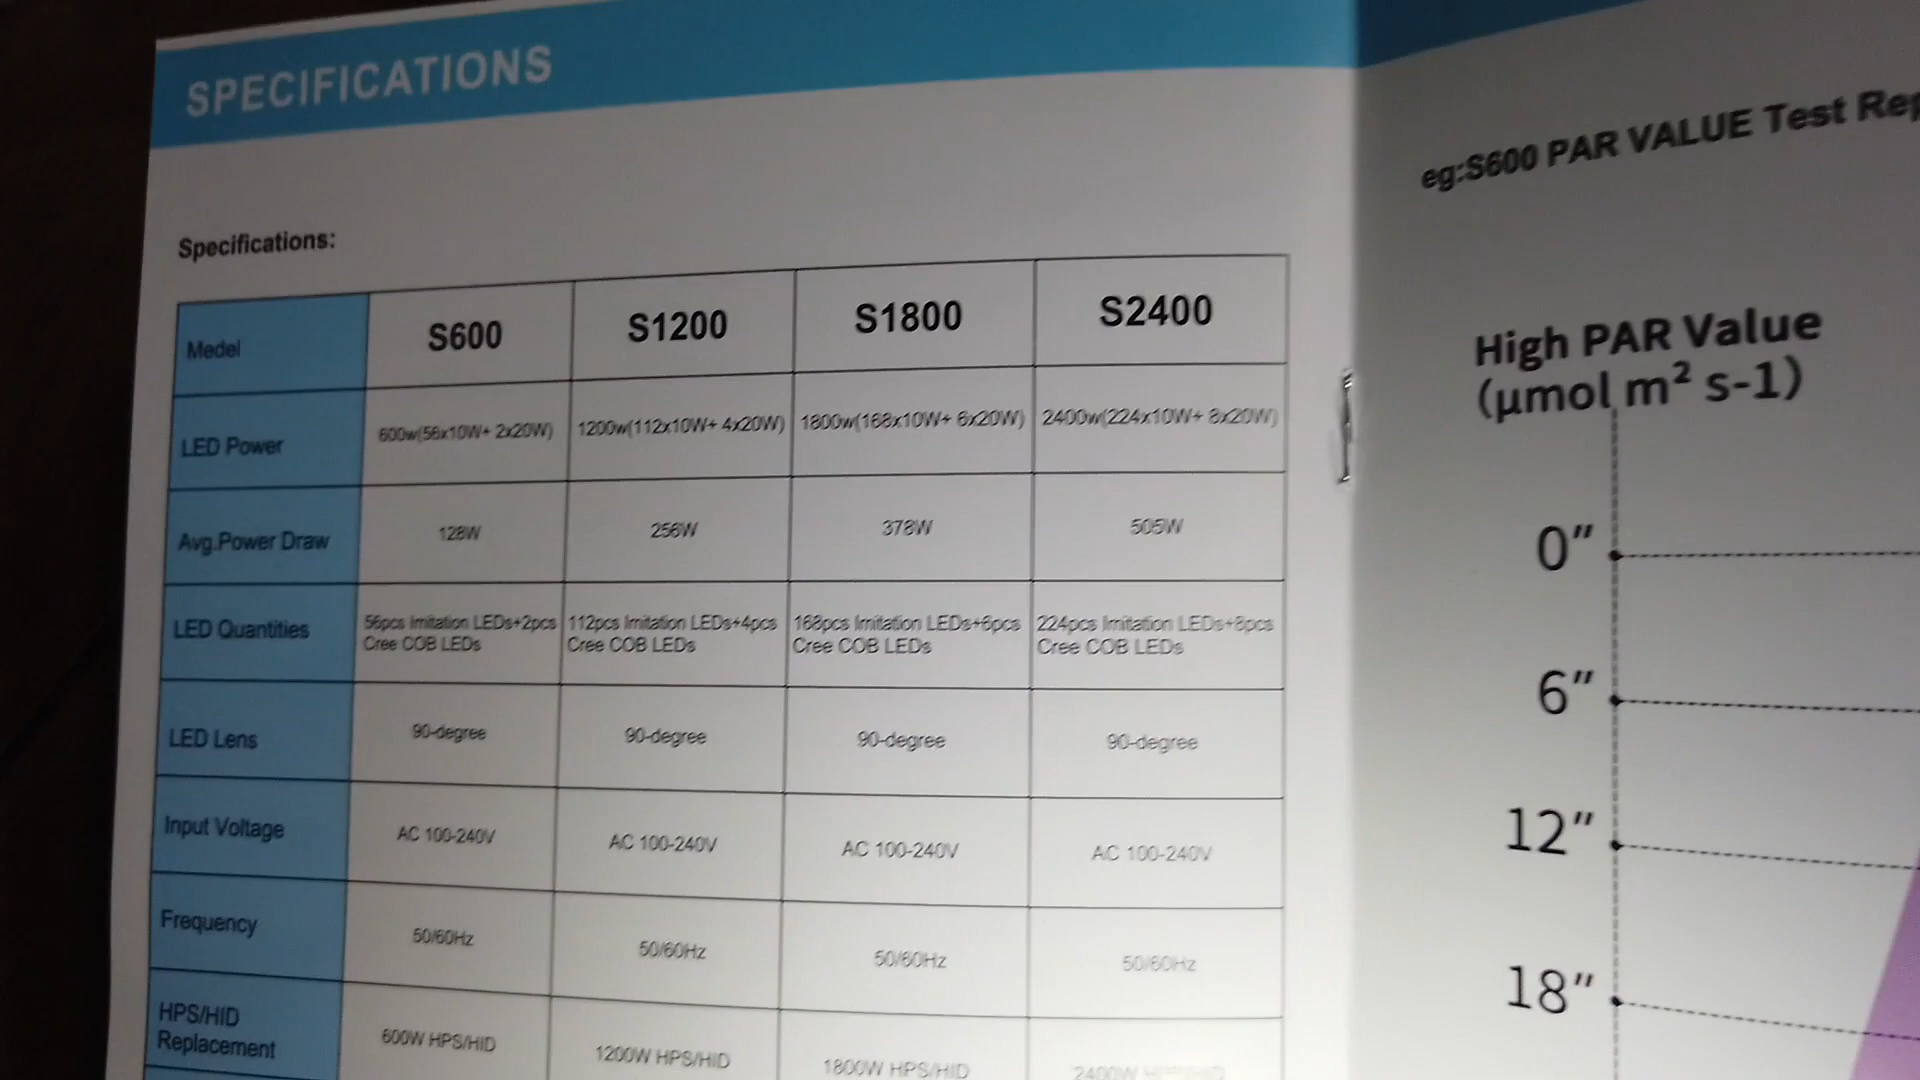 SPECIFICATIONS
Specifications:
Medel S600 S1200 S1800 S2400
LED Power 600w(56x10W+ 2x20W) 1200w(112x10W+ 4x20W) 1800w(168x10W+ 6x20W) 2400w(224x10W+ 8x20W)
Avg.Power Draw 128W 256W 378W 505W
LED Quantities 56pcs Imitation LEDs+2pcs Cree COB LEDs 112pcs Imitation LEDs+4pcs Cree COB LEDs 168pcs Imitation LEDs+6pcs Cree COB LEDs 224pcs Imitation LEDs+8pcs Cree COB LEDs
LED Lens 90-degree 90-degree 90-degree 90-degree
Input Voltage AC 100-240V AC 100-240V AC 100-240V AC 100-240V
Frequency 50/60Hz 50/60Hz 50/60Hz 50/60Hz
HPS/HID Replacement 600W HPS/HID 1200W HPS/HID 1800W HPS/HID 2400W HPS/HID
eg:S600 PAR VALUE Test Rep
High PAR Value
(µmol m² s-1)
0″
6″
12″
18″